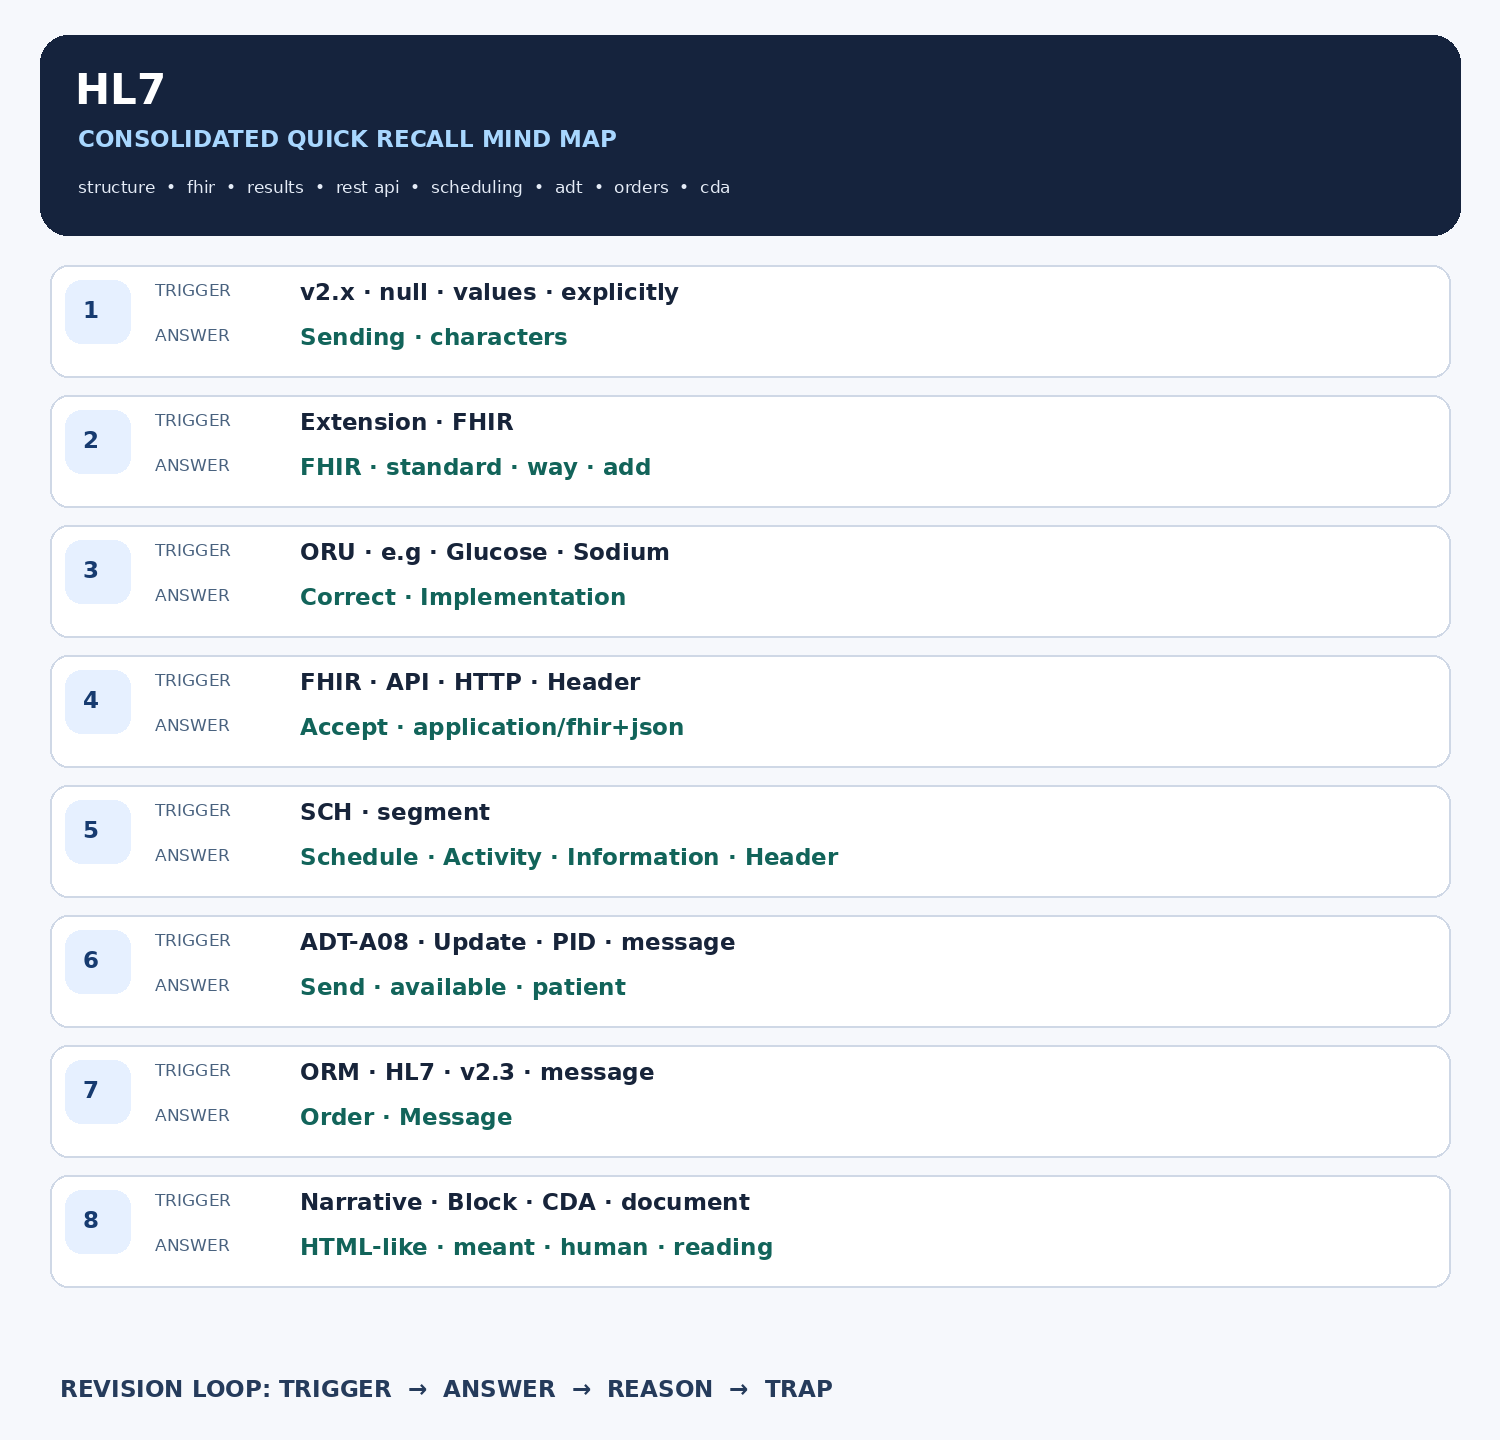 HL7
CONSOLIDATED QUICK RECALL MIND MAP
structure • fhir • results • rest api • scheduling • adt • orders • cda
1
TRIGGER v2.x · null · values · explicitly
ANSWER Sending · characters
2
TRIGGER Extension · FHIR
ANSWER FHIR · standard · way · add
3
TRIGGER ORU · e.g · Glucose · Sodium
ANSWER Correct · Implementation
4
TRIGGER FHIR · API · HTTP · Header
ANSWER Accept · application/fhir+json
5
TRIGGER SCH · segment
ANSWER Schedule · Activity · Information · Header
6
TRIGGER ADT-A08 · Update · PID · message
ANSWER Send · available · patient
7
TRIGGER ORM · HL7 · v2.3 · message
ANSWER Order · Message
8
TRIGGER Narrative · Block · CDA · document
ANSWER HTML-like · meant · human · reading
REVISION LOOP: TRIGGER → ANSWER → REASON → TRAP